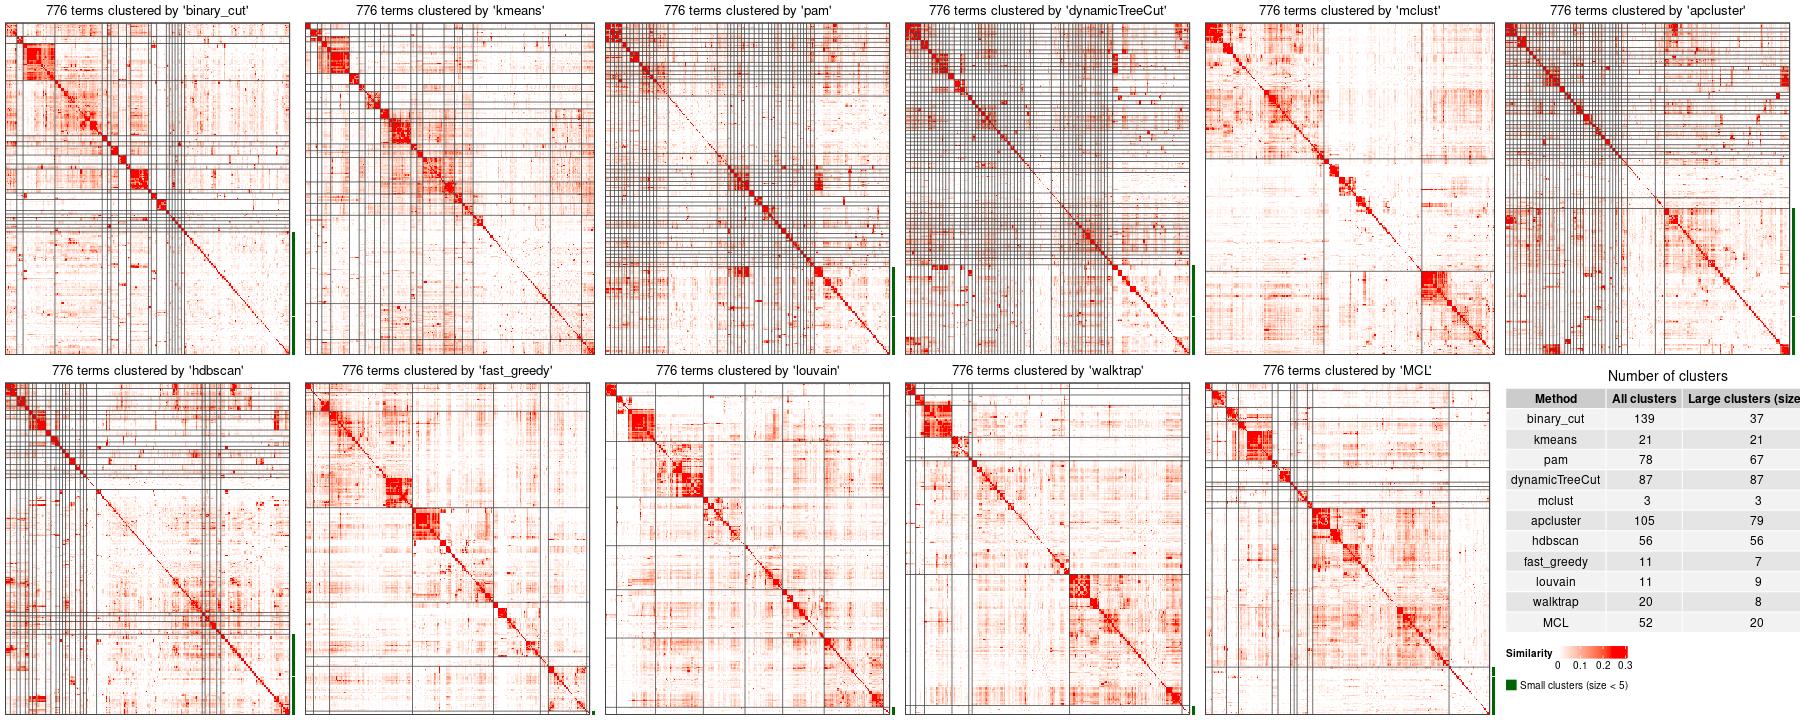 776 terms clustered by 'binary_cut'
776 terms clustered by 'kmeans'
776 terms clustered by 'pam'
776 terms clustered by 'dynamicTreeCut'
776 terms clustered by 'mclust'
776 terms clustered by 'apcluster'
776 terms clustered by 'hdbscan'
776 terms clustered by 'fast_greedy'
776 terms clustered by 'louvain'
776 terms clustered by 'walktrap'
776 terms clustered by 'MCL'
Number of clusters
Method All clusters Large clusters (size
binary_cut 139 37
kmeans 21 21
pam 78 67
dynamicTreeCut 87 87
mclust 3 3
apcluster 105 79
hdbscan 56 56
fast_greedy 11 7
louvain 11 9
walktrap 20 8
MCL 52 20
Similarity
0 0.1 0.2 0.3
Small clusters (size < 5)